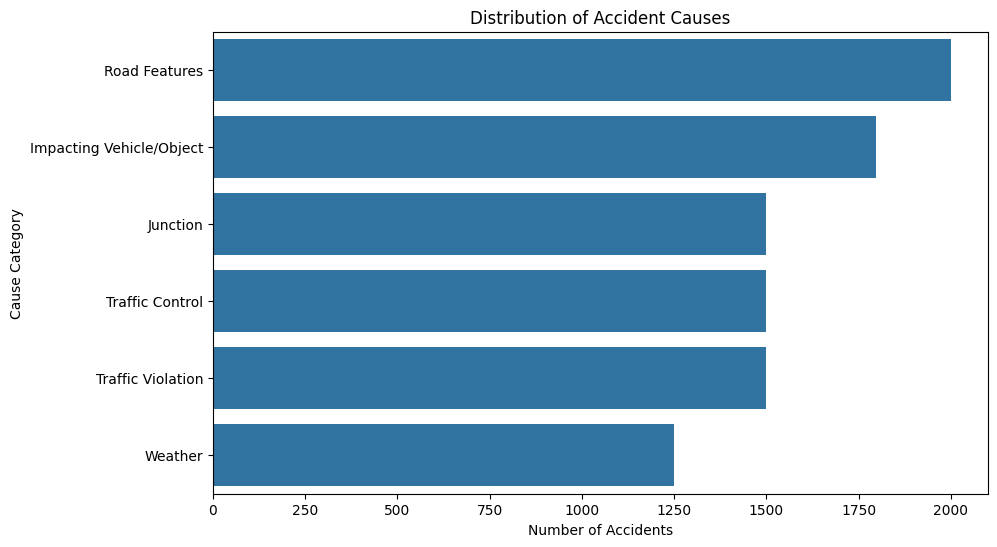 Distribution of Accident Causes
Cause Category
Road Features
Impacting Vehicle/Object
Junction
Traffic Control
Traffic Violation
Weather
0 250 500 750 1000 1250 1500 1750 2000
Number of Accidents